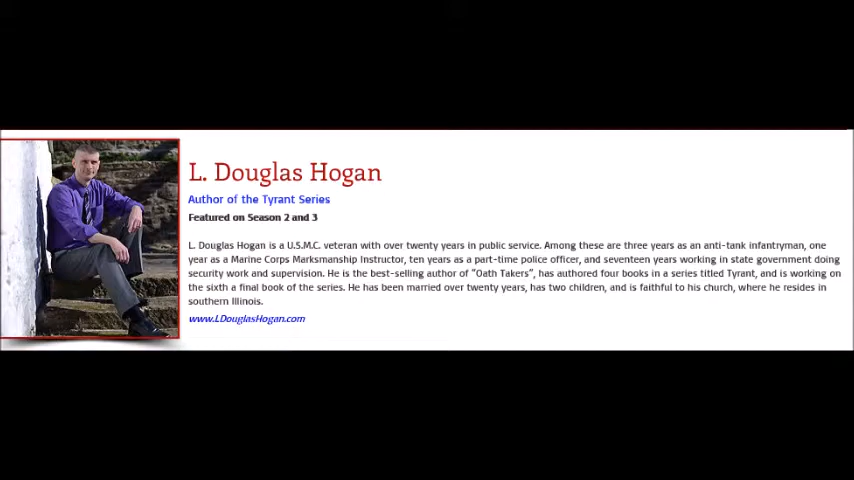 L. Douglas Hogan
Author of the Tyrant Series
Featured on Season 2 and 3
L. Douglas Hogan is a U.S.M.C. veteran with over twenty years in public service. Among these are three years as an anti-tank infantryman, one
year as a Marine Corps Marksmanship Instructor, ten years as a part-time police officer, and seventeen years working in state government doing
security work and supervision. He is the best-selling author of "Oath Takers", has authored four books in a series titled Tyrant, and is working on
the sixth a final book of the series. He has been married over twenty years, has two children, and is faithful to his church, where he resides in
southern Illinois.
www.LDouglasHogan.com